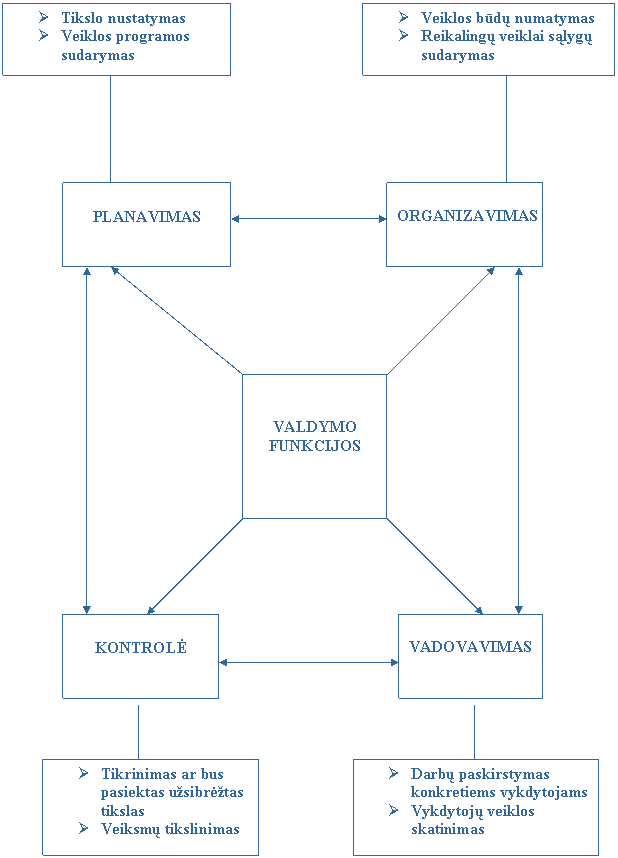 ➢ Tikslo nustatymas
➢ Veiklos programos
sudarymas
➢ Veiklos būdų numatymas
➢ Reikalingų veiklai sąlygų
sudarymas
PLANAVIMAS
ORGANIZAVIMAS
VALDYMO
FUNKCIJOS
KONTROLĖ
VADOVAVIMAS
➢ Tikrinimas ar bus
pasiektas užsibrėžtas
tikslas
➢ Veiksmų tikslinimas
➢ Darbų paskirstymas
konkretiems vykdytojams
➢ Vykdytojų veiklos
skatinimas